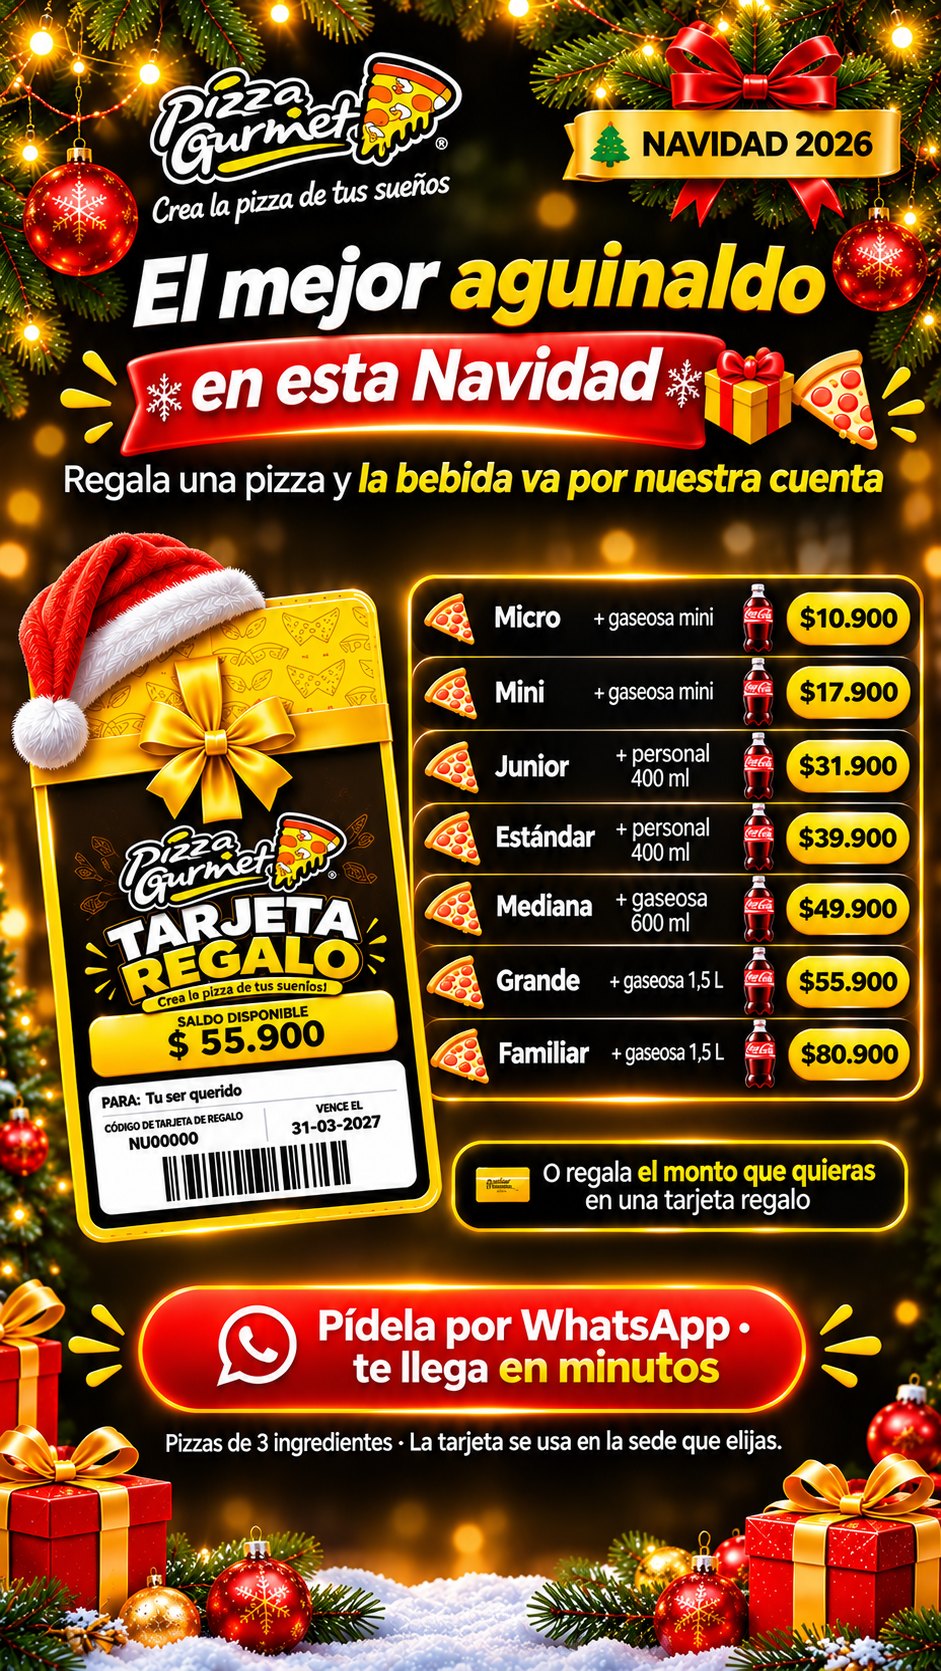 Pizza
Gurmet
®
Crea la pizza de tus sueños
NAVIDAD 2026
El mejor aguinaldo
en esta Navidad
Regala una pizza y la bebida va por nuestra cuenta
Micro + gaseosa mini $10.900
Mini + gaseosa mini $17.900
Junior + personal 400 ml $31.900
Estándar + personal 400 ml $39.900
Mediana + gaseosa 600 ml $49.900
Grande + gaseosa 1,5 L $55.900
Familiar + gaseosa 1,5 L $80.900
Pizza
Gurmet
®
TARJETA
REGALO
Crea la pizza de tus sueños!
SALDO DISPONIBLE
$ 55.900
PARA: Tu ser querido
CÓDIGO DE TARJETA DE REGALO
NU00000
VENCE EL
31-03-2027
O regala el monto que quieras
en una tarjeta regalo
Pídela por WhatsApp •
te llega en minutos
Pizzas de 3 ingredientes · La tarjeta se usa en la sede que elijas.